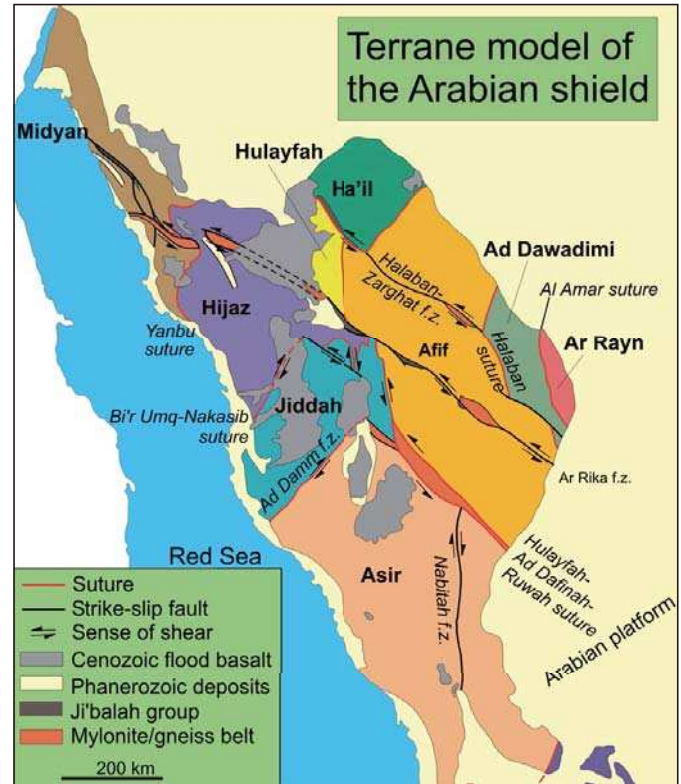 Terrane model of
the Arabian shield
Midyan
Hulayfah
Ha'il
Ad Dawadimi
Halaban-
Zarghat f.z.
Al Amar suture
Hijaz
Ar Rayn
Yanbu
suture
Afif
Halaban
suture
Jiddah
Bi'r Umq-Nakasib
suture
Ad Damm f.z.
Ar Rika f.z.
Red Sea
Asir
Nabitah f.z.
Hulayfah-
Ad Dafinah-
Ruwah suture
Arabian platform
Suture
Strike-slip fault
Sense of shear
Cenozoic flood basalt
Phanerozoic deposits
Ji'balah group
Mylonite/gneiss belt
200 km